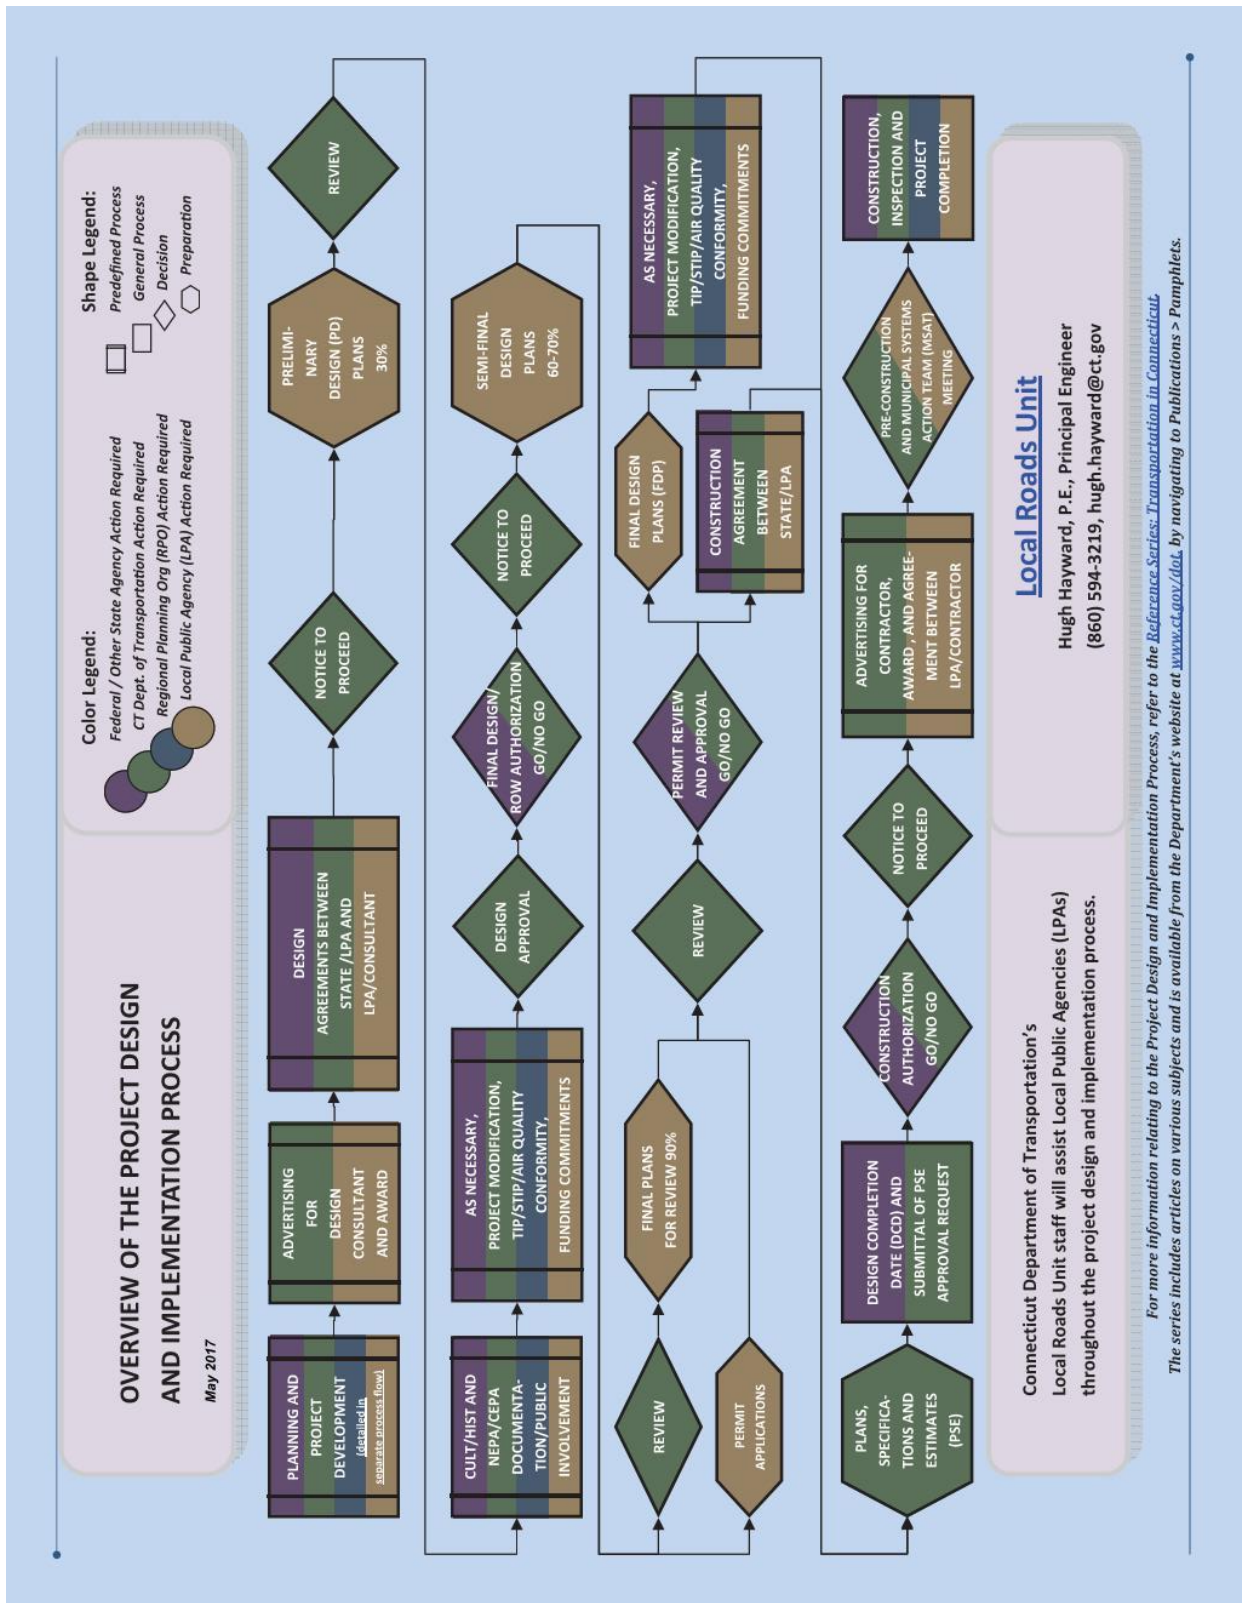 OVERVIEW OF THE PROJECT DESIGN
AND IMPLEMENTATION PROCESS
May 2017
Color Legend:
Federal / Other State Agency Action Required
CT Dept. of Transportation Action Required
Regional Planning Org (RPO) Action Required
Local Public Agency (LPA) Action Required
Shape Legend:
Predefined Process
General Process
Decision
Preparation
PLANNING AND
PROJECT
DEVELOPMENT
(detailed in
separate process flow)
ADVERTISING
FOR
DESIGN
CONSULTANT
AND AWARD
DESIGN
AGREEMENTS BETWEEN
STATE /LPA AND
LPA/CONSULTANT
NOTICE TO
PROCEED
PRELIMI-
NARY
DESIGN (PD)
PLANS
30%
REVIEW
CULT/HIST AND
NEPA/CEPA
DOCUMENTA-
TION/PUBLIC
INVOLVEMENT
AS NECESSARY,
PROJECT MODIFICATION,
TIP/STIP/AIR QUALITY
CONFORMITY,
FUNDING COMMITMENTS
DESIGN
APPROVAL
FINAL DESIGN/
ROW AUTHORIZATION
GO/NO GO
NOTICE TO
PROCEED
SEMI-FINAL
DESIGN
PLANS
60-70%
REVIEW
PERMIT
APPLICATIONS
FINAL PLANS
FOR REVIEW 90%
REVIEW
PERMIT REVIEW
AND APPROVAL
GO/NO GO
FINAL DESIGN
PLANS (FDP)
CONSTRUCTION
AGREEMENT
BETWEEN
STATE/LPA
AS NECESSARY,
PROJECT MODIFICATION,
TIP/STIP/AIR QUALITY
CONFORMITY,
FUNDING COMMITMENTS
PLANS,
SPECIFICA-
TIONS AND
ESTIMATES
(PSE)
DESIGN COMPLETION
DATE (DCD) AND
SUBMITTAL OF PSE
APPROVAL REQUEST
CONSTRUCTION
AUTHORIZATION
GO/NO GO
NOTICE TO
PROCEED
ADVERTISING FOR
CONTRACTOR,
AWARD , AND AGREE-
MENT BETWEEN
LPA/CONTRACTOR
PRE-CONSTRUCTION
AND MUNICIPAL SYSTEMS
ACTION TEAM (MSAT)
MEETING
CONSTRUCTION,
INSPECTION AND
PROJECT
COMPLETION
Connecticut Department of Transportation's
Local Roads Unit staff will assist Local Public Agencies (LPAs)
throughout the project design and implementation process.
Local Roads Unit
Hugh Hayward, P.E., Principal Engineer
(860) 594-3219, hugh.hayward@ct.gov
For more information relating to the Project Design and Implementation Process, refer to the Reference Series: Transportation in Connecticut.
The series includes articles on various subjects and is available from the Department's website at www.ct.gov/dot, by navigating to Publications > Pamphlets.